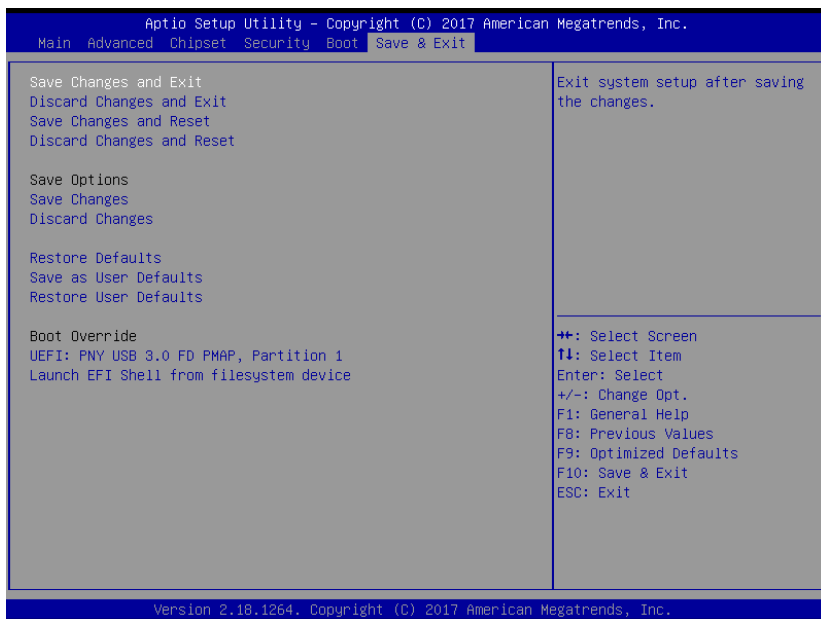 Aptio Setup Utility – Copyright (C) 2017 American Megatrends, Inc.
Main Advanced Chipset Security Boot Save & Exit
Save Changes and Exit
Discard Changes and Exit
Save Changes and Reset
Discard Changes and Reset
Save Options
Save Changes
Discard Changes
Restore Defaults
Save as User Defaults
Restore User Defaults
Boot Override
UEFI: PNY USB 3.0 FD PMAP, Partition 1
Launch EFI Shell from filesystem device
Exit system setup after saving
the changes.
→←: Select Screen
↑↓: Select Item
Enter: Select
+/-: Change Opt.
F1: General Help
F8: Previous Values
F9: Optimized Defaults
F10: Save & Exit
ESC: Exit
Version 2.18.1264. Copyright (C) 2017 American Megatrends, Inc.